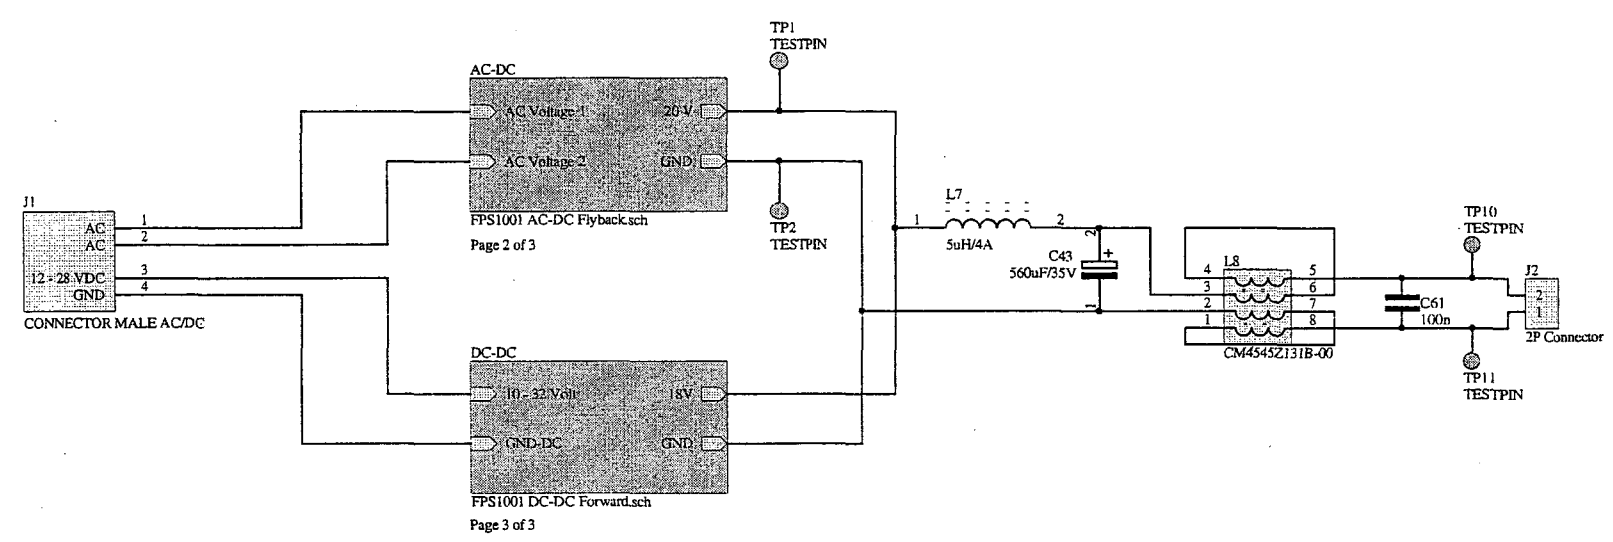 TP1
TESTPIN
AC-DC
AC Voltage 1
20 V
AC Voltage 2
GND
FPS1001 AC-DC Flyback.sch
Page 2 of 3
TP2
TESTPIN
J1
AC
1
AC
2
12 - 28 VDC
3
GND
4
CONNECTOR MALE AC/DC
L7
1
2
5uH/4A
C43
560uF/35V
2
+
1
L8
4
3
2
1
5
6
7
8
CM4545Z131B-00
TP10
TESTPIN
C61
100n
J2
2
1
2P Connector
TP11
TESTPIN
DC-DC
10 - 32 Volt
18V
GND-DC
GND
FPS1001 DC-DC Forward.sch
Page 3 of 3